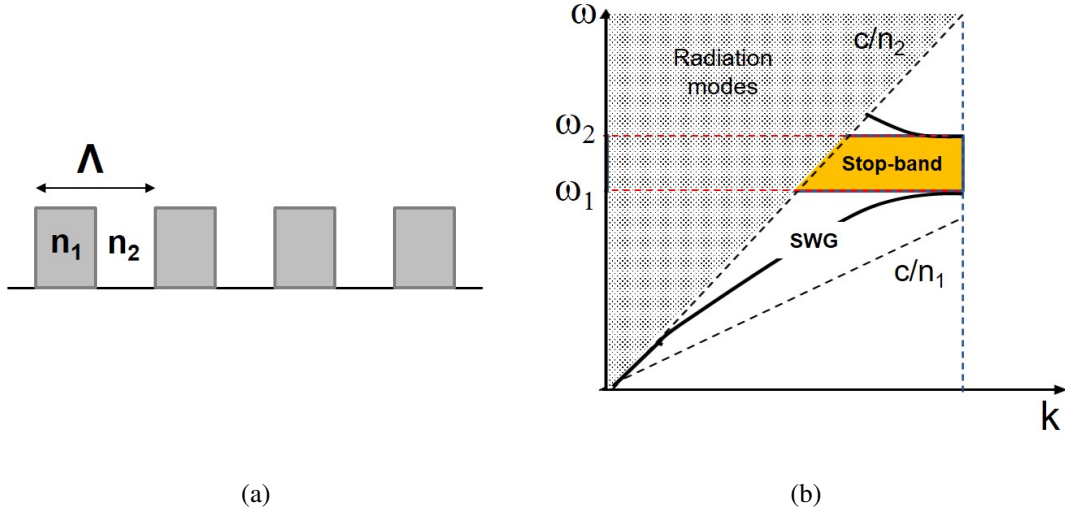 Λ
n1 n2
(a)
ω
c/n2
Radiation
modes
ω2
Stop-band
ω1
SWG
c/n1
k
(b)